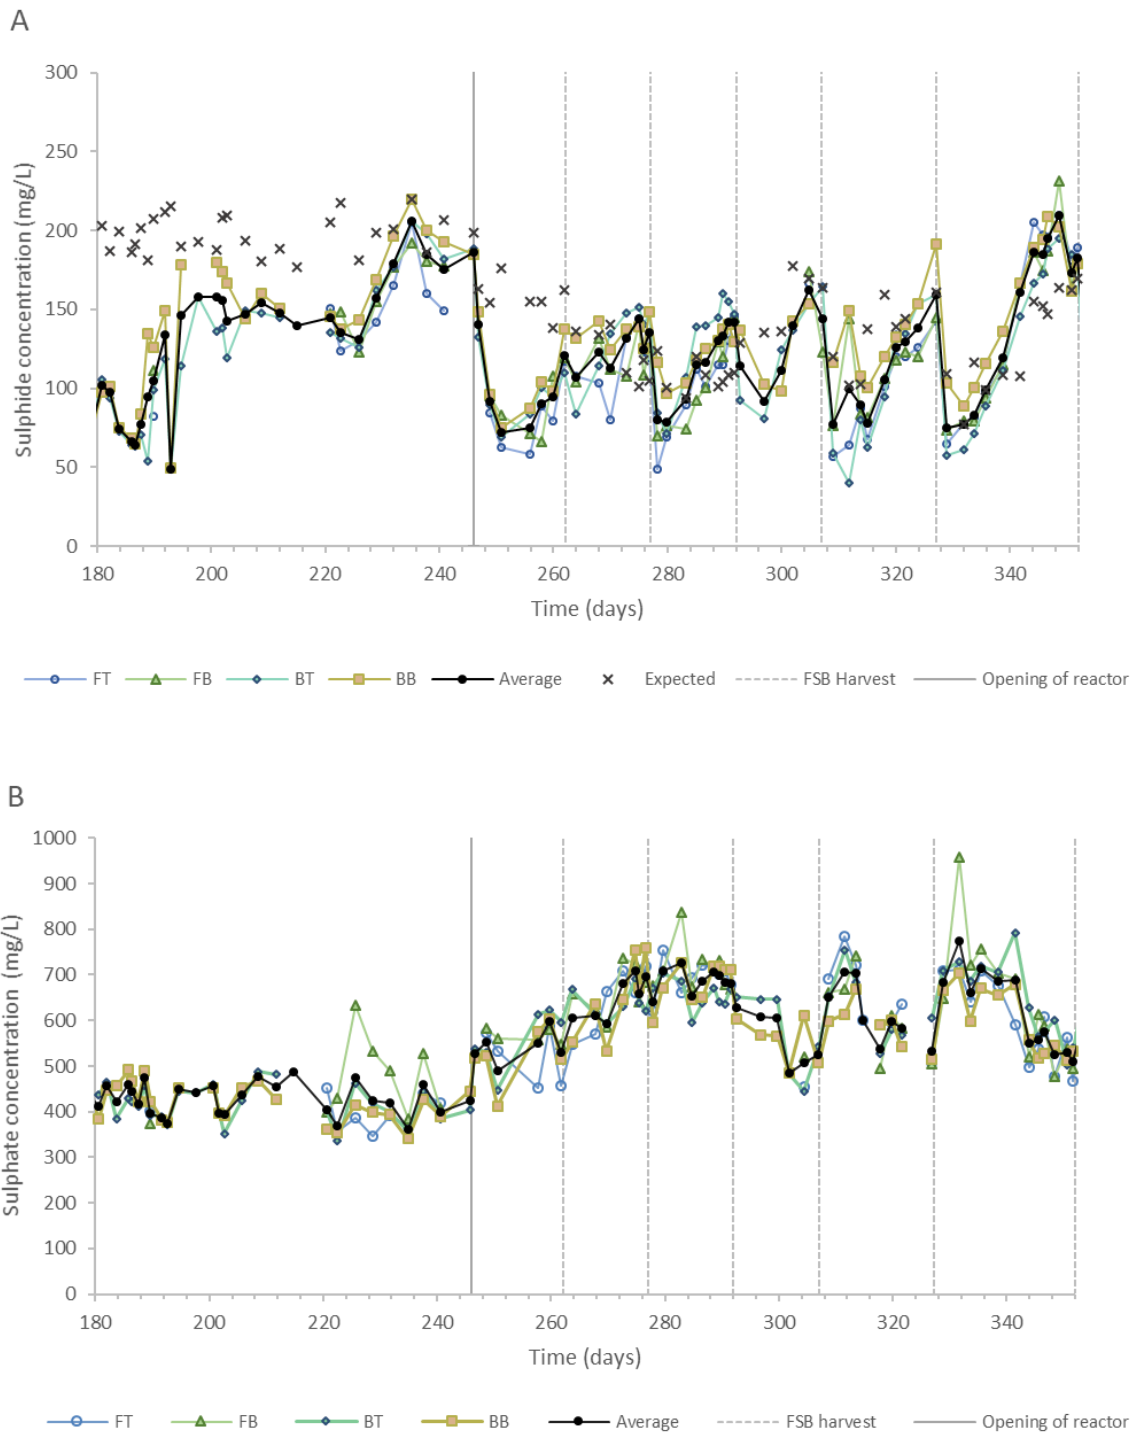 A
300
250
200
150
100
50
0
Sulphide concentration (mg/L)
180 200 220 240 260 280 300 320 340
Time (days)
FT FB BT BB Average Expected FSB Harvest Opening of reactor
B
1000
900
800
700
600
500
400
300
200
100
0
Sulphate concentration (mg/L)
180 200 220 240 260 280 300 320 340
Time (days)
FT FB BT BB Average FSB harvest Opening of reactor